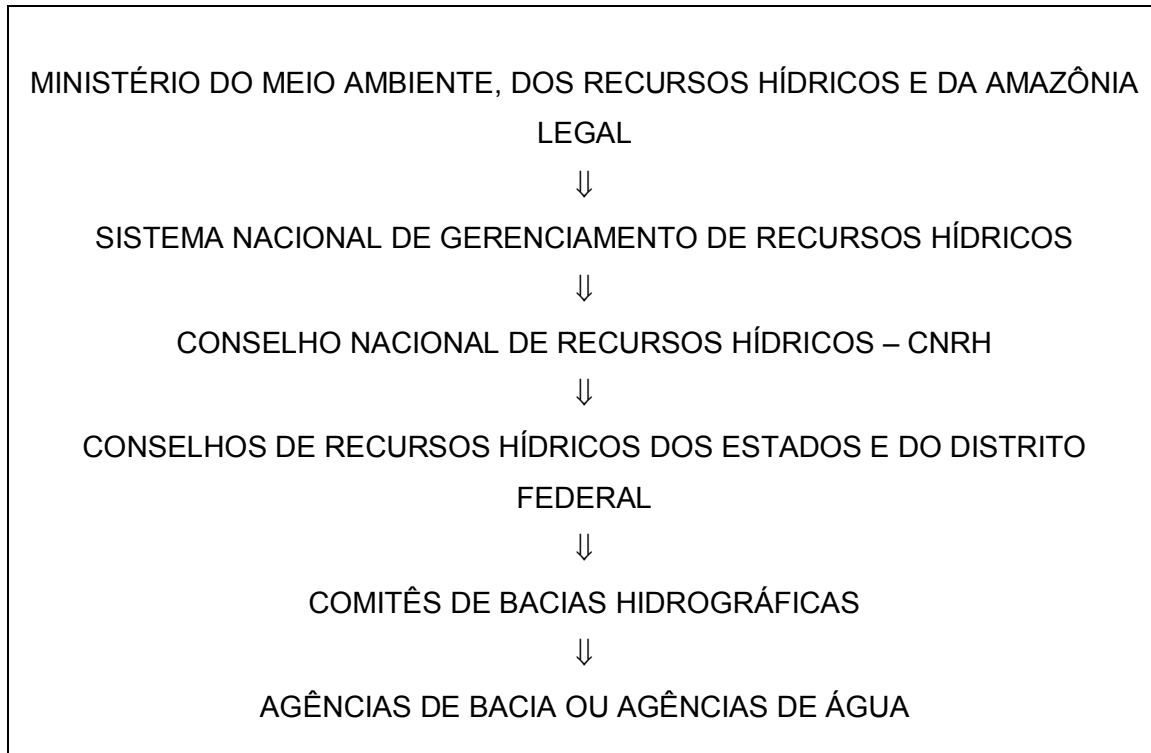 MINISTÉRIO DO MEIO AMBIENTE, DOS RECURSOS HÍDRICOS E DA AMAZÔNIA
LEGAL
⇓
SISTEMA NACIONAL DE GERENCIAMENTO DE RECURSOS HÍDRICOS
⇓
CONSELHO NACIONAL DE RECURSOS HÍDRICOS – CNRH
⇓
CONSELHOS DE RECURSOS HÍDRICOS DOS ESTADOS E DO DISTRITO
FEDERAL
⇓
COMITÊS DE BACIAS HIDROGRÁFICAS
⇓
AGÊNCIAS DE BACIA OU AGÊNCIAS DE ÁGUA